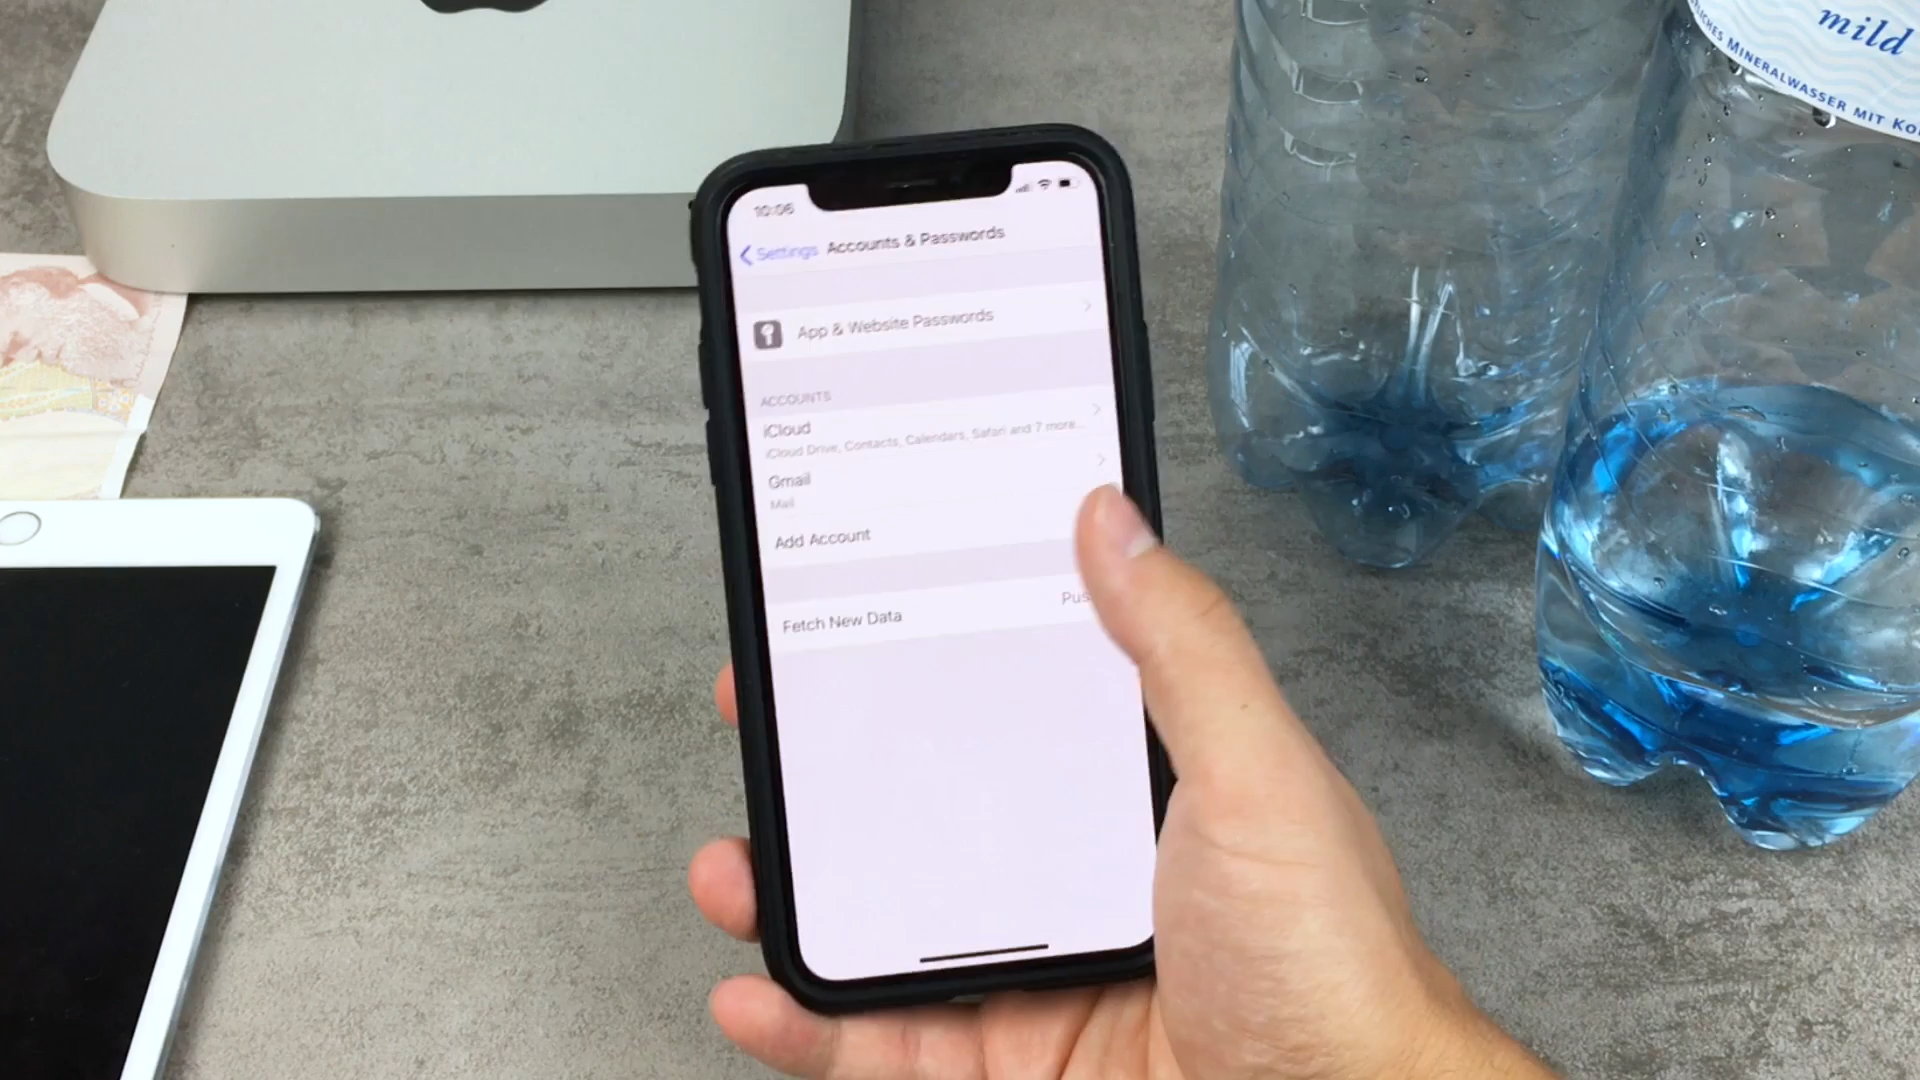 mild
MINERALWASSER MIT
10:06
Settings Accounts & Passwords
App & Website Passwords
ACCOUNTS
iCloud
iCloud Drive, Contacts, Calendars, Safari and 7 more...
Gmail
Mail
Add Account
Fetch New Data